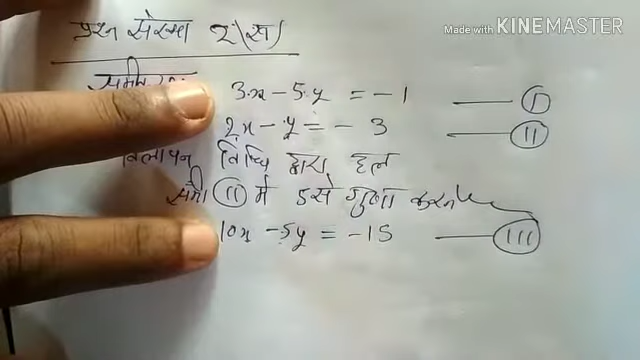 Made with KINEMASTER
प्रश्न संख्या 2(स)
3x - 5y = -1 — (I)
2x - y = -3 — (II)
विलोपन विधि द्वारा हल
समी (II) में 5 से गुणा करने
10x - 5y = -15 — (III)